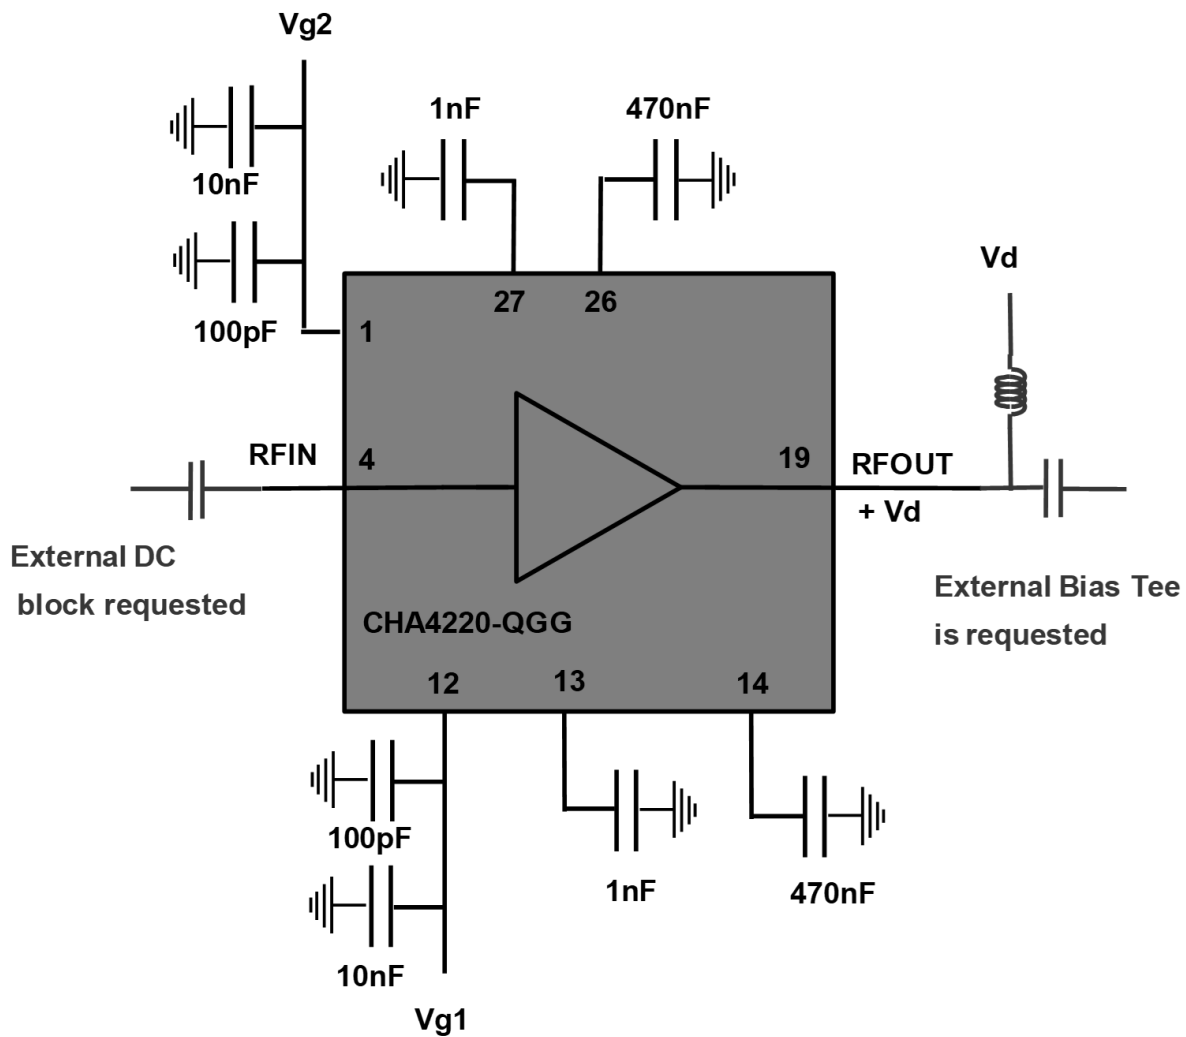 Vg2
1nF
470nF
10nF
Vd
27
26
100pF
1
RFIN
4
19
RFOUT
+ Vd
External DC
block requested
External Bias Tee
is requested
CHA4220-QGG
12
13
14
100pF
1nF
470nF
10nF
Vg1